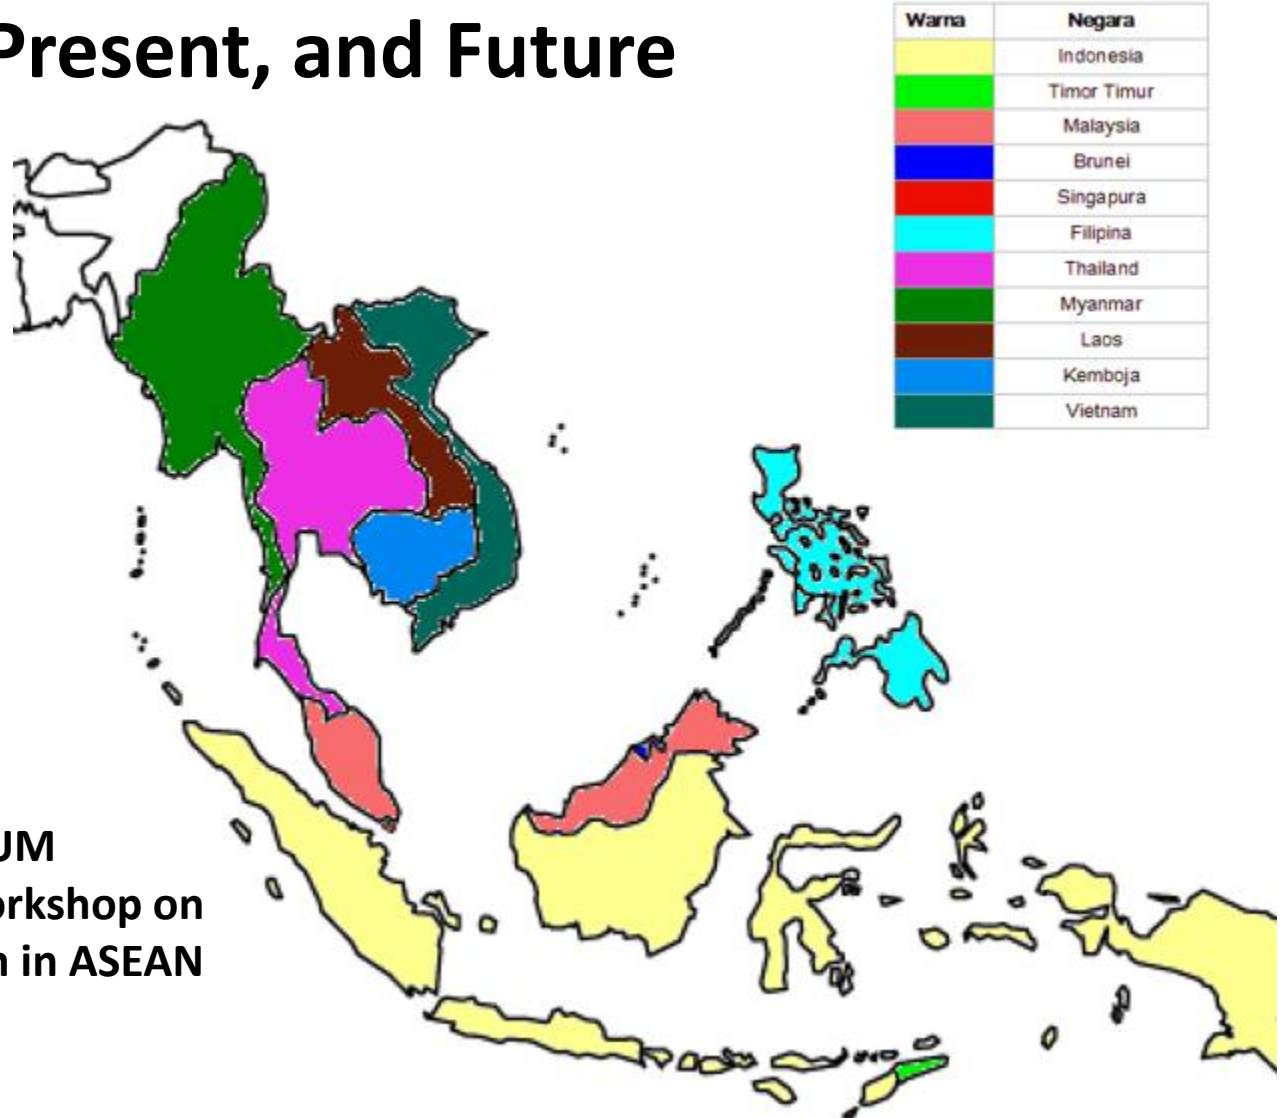 Present, and Future
Warna Negara
Indonesia
Timor Timur
Malaysia
Brunei
Singapura
Filipina
Thailand
Myanmar
Laos
Kemboja
Vietnam
UM
orkshop on
n in ASEAN